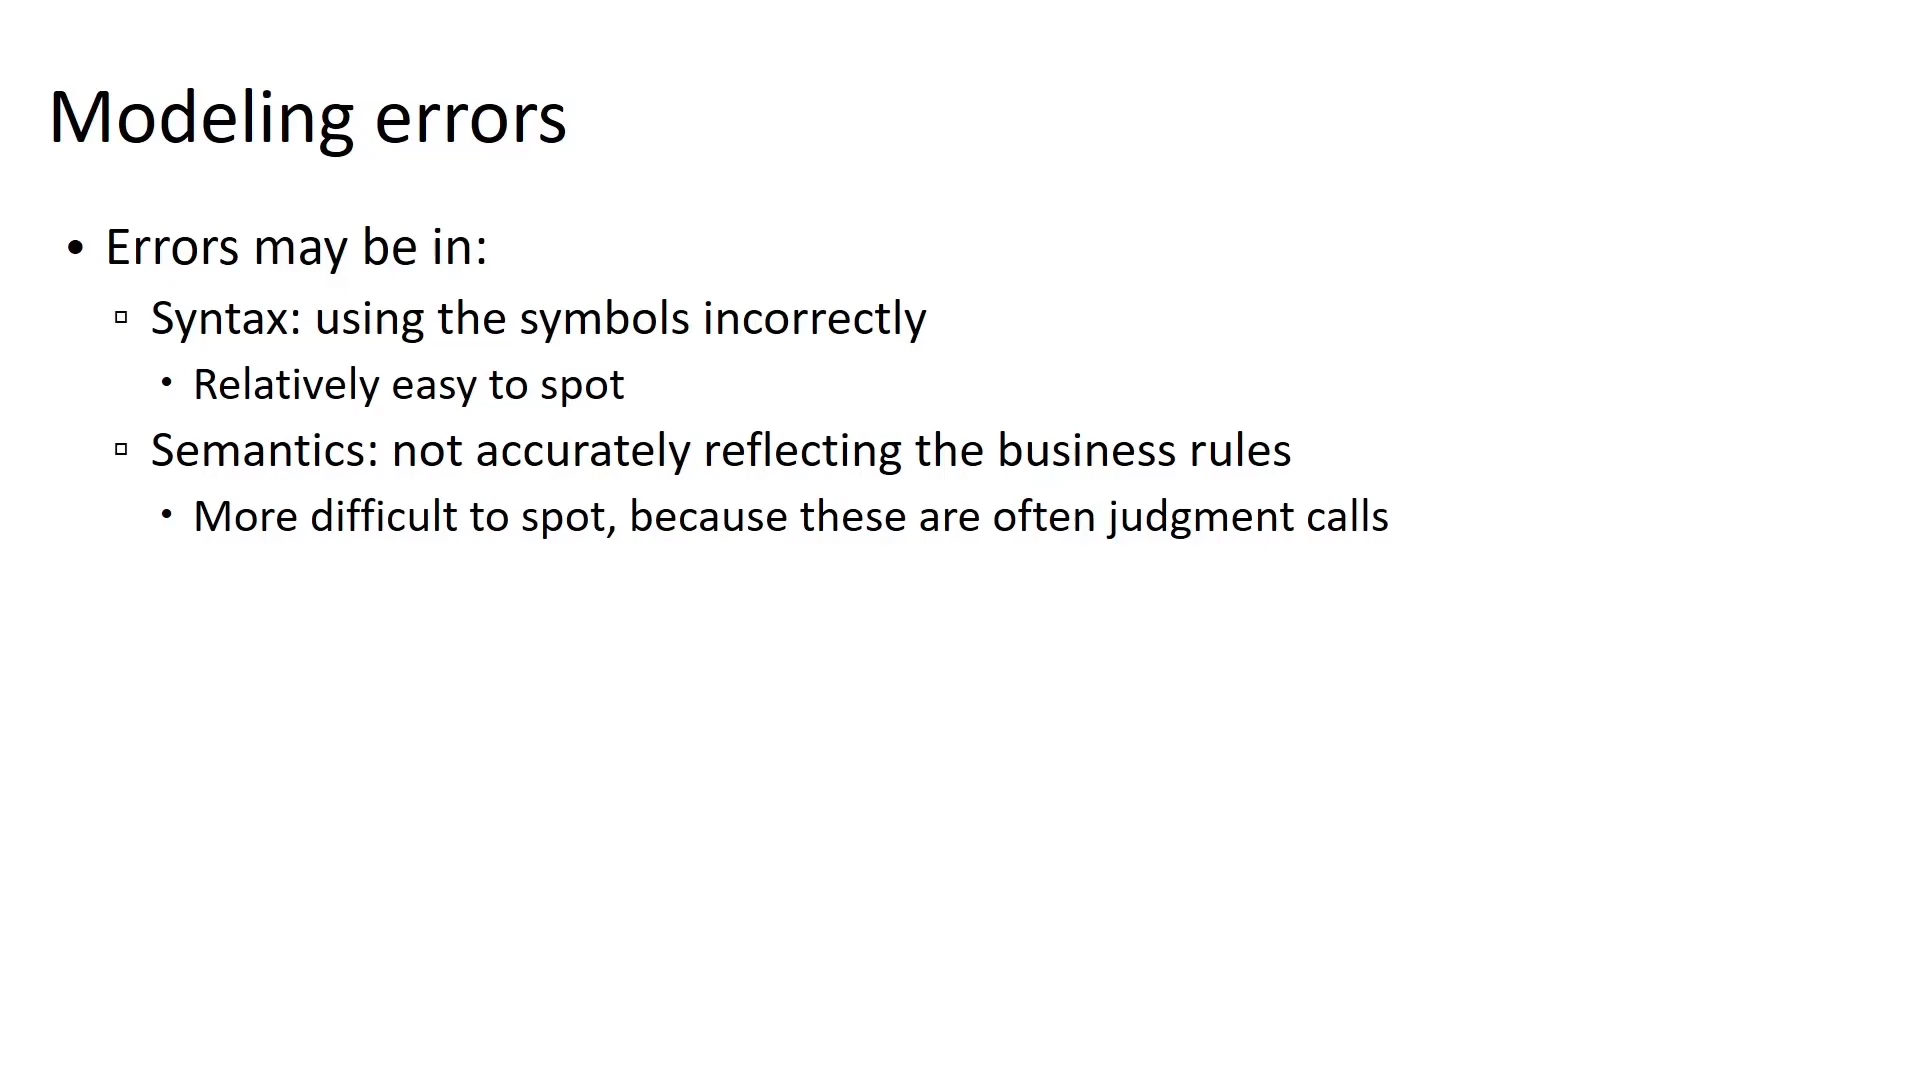 Modeling errors
• Errors may be in:
▫ Syntax: using the symbols incorrectly
• Relatively easy to spot
▫ Semantics: not accurately reflecting the business rules
• More difficult to spot, because these are often judgment calls